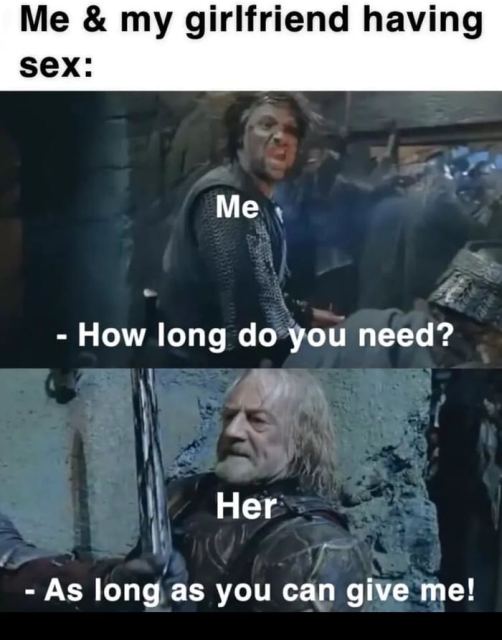 Me & my girlfriend having
sex:
Me
- How long do you need?
Her
- As long as you can give me!